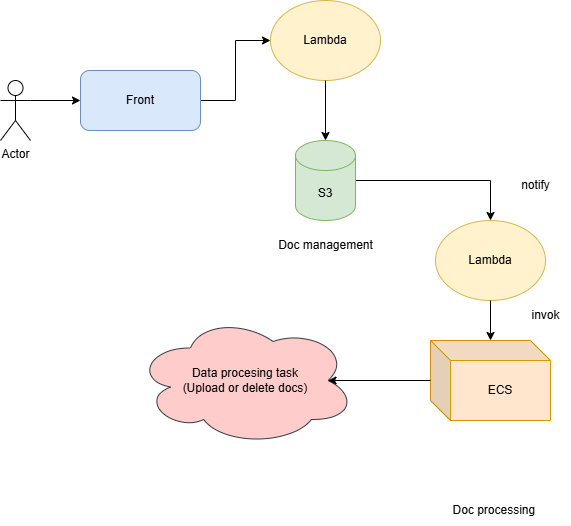 Lambda
Front
Actor
S3
notify
Doc management
Lambda
invok
Data procesing task
(Upload or delete docs)
ECS
Doc processing